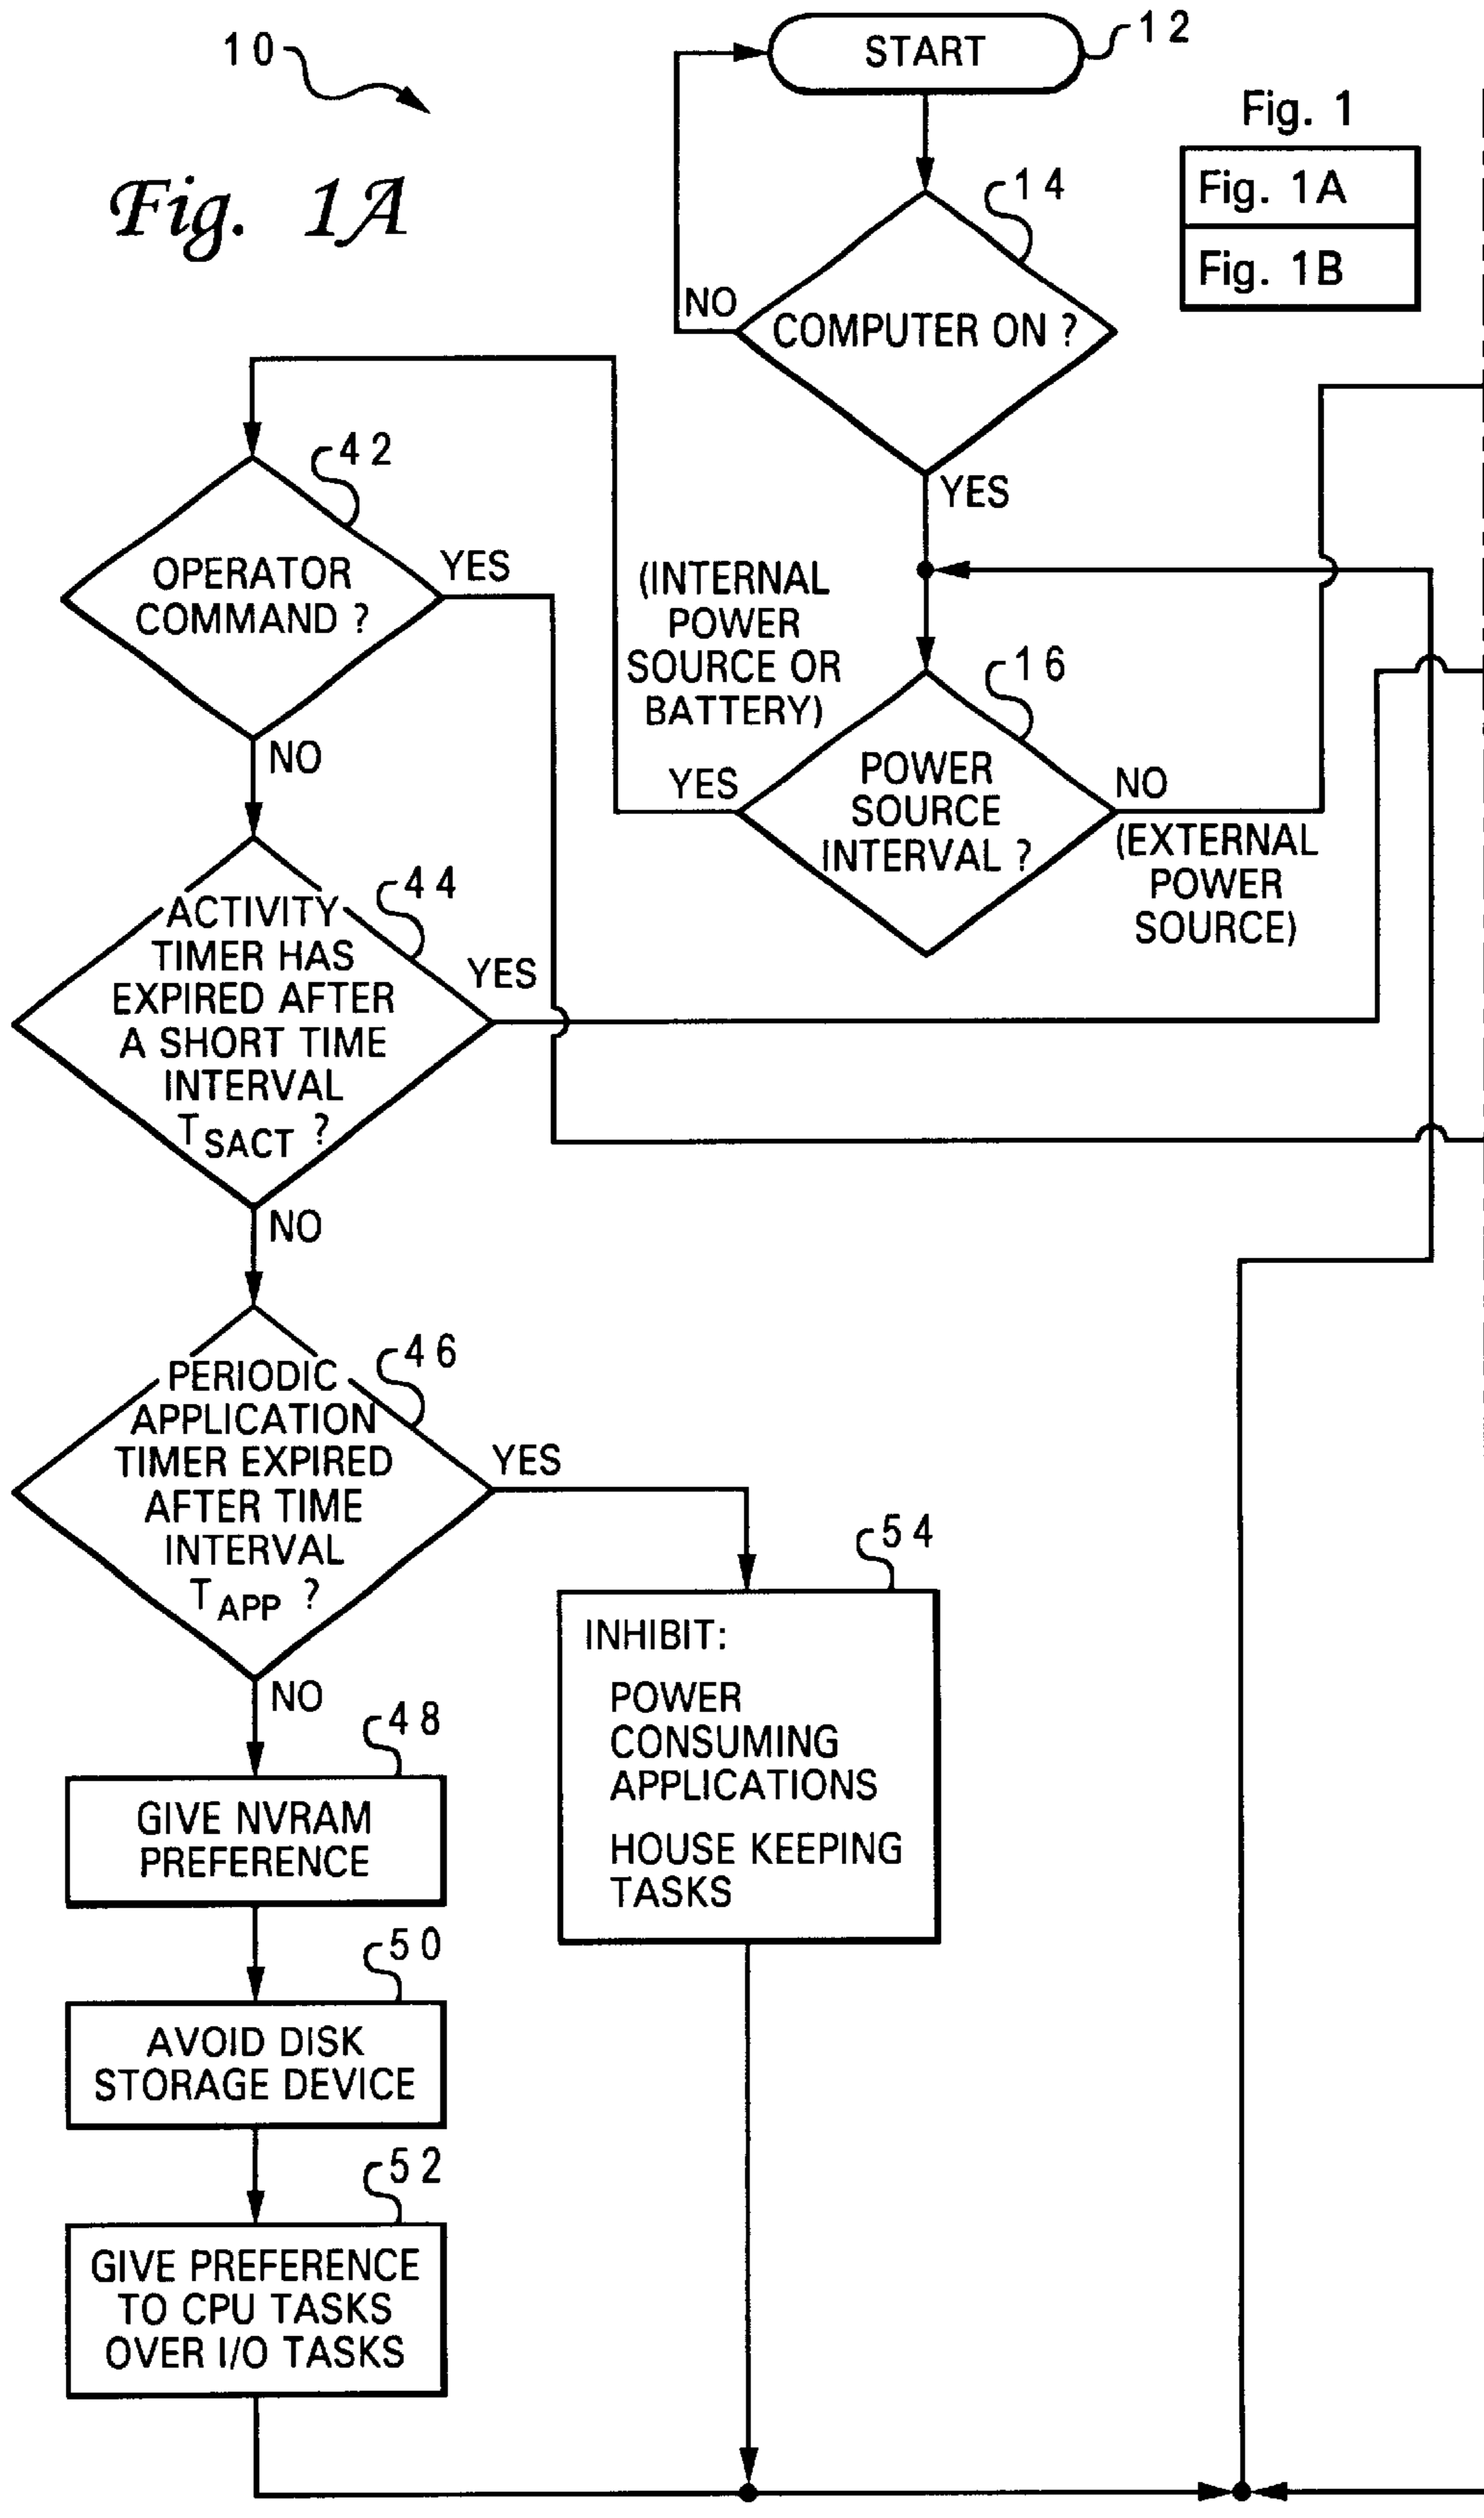 10
Fig. 1A
START
12
Fig. 1
Fig. 1A
Fig. 1B
14
NO
COMPUTER ON ?
YES
42
OPERATOR
COMMAND ?
YES
NO
(INTERNAL
POWER
SOURCE OR
BATTERY)
16
YES
POWER
SOURCE
INTERVAL ?
NO
(EXTERNAL
POWER
SOURCE)
44
ACTIVITY
TIMER HAS
EXPIRED AFTER
A SHORT TIME
INTERVAL
TSACT ?
YES
NO
46
PERIODIC
APPLICATION
TIMER EXPIRED
AFTER TIME
INTERVAL
TAPP ?
YES
NO
54
INHIBIT:
POWER
CONSUMING
APPLICATIONS
HOUSE KEEPING
TASKS
48
GIVE NVRAM
PREFERENCE
50
AVOID DISK
STORAGE DEVICE
52
GIVE PREFERENCE
TO CPU TASKS
OVER I/O TASKS